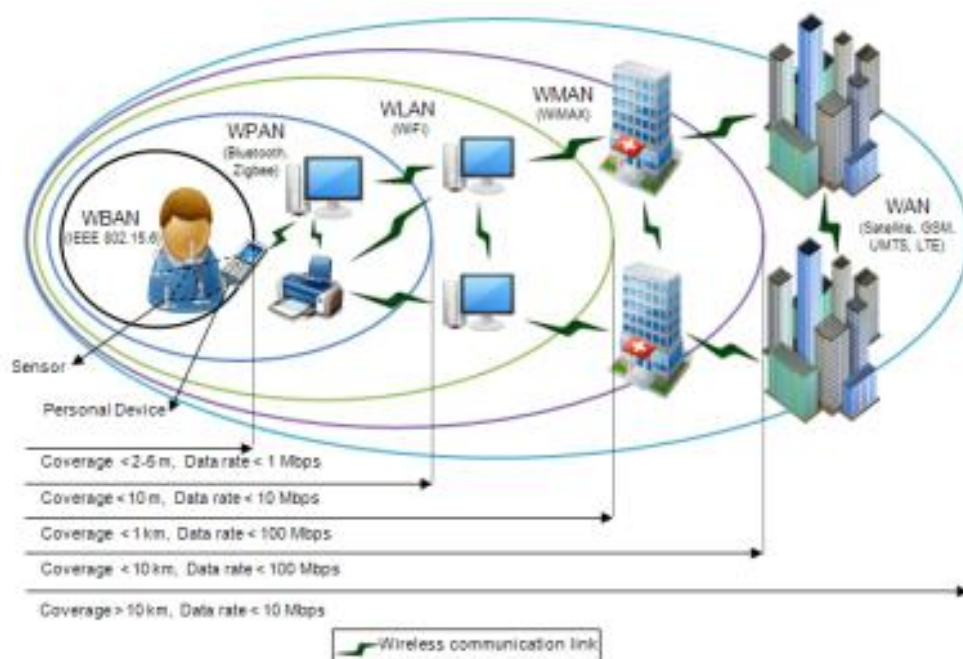 WMAN
(WiMAX)
WLAN
(WiFi)
WPAN
(Bluetooth,
Zigbee)
WBAN
(IEEE 802.15.6)
WAN
(Satellite, GSM,
UMTS, LTE)
Sensor
Personal Device
Coverage < 2-5 m, Data rate < 1 Mbps
Coverage < 10 m, Data rate < 10 Mbps
Coverage < 1 km, Data rate < 100 Mbps
Coverage < 10 km, Data rate < 100 Mbps
Coverage > 10 km, Data rate < 10 Mbps
Wireless communication link